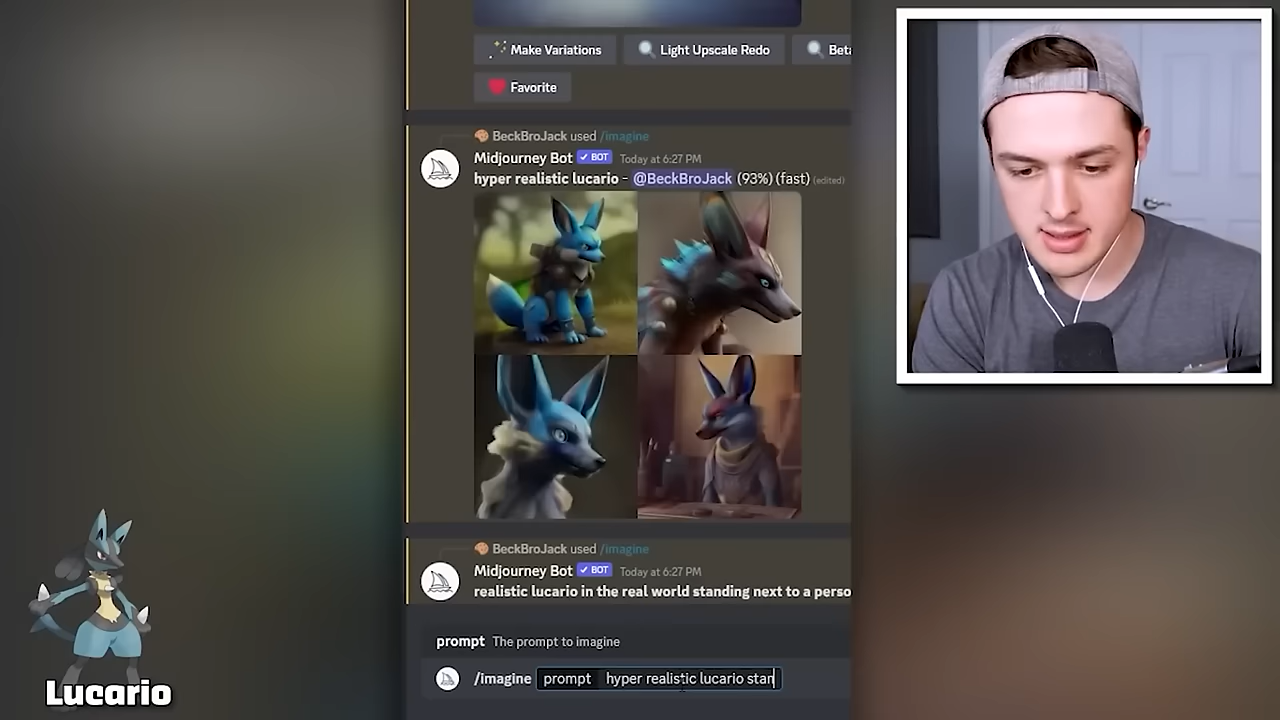 Make Variations
Light Upscale Redo
Beta
Favorite
BeckBroJack used /imagine
Midjourney Bot ✓ BOT Today at 6:27 PM
hyper realistic lucario - @BeckBroJack (93%) (fast) (edited)
BeckBroJack used /imagine
Midjourney Bot ✓ BOT Today at 6:27 PM
realistic lucario in the real world standing next to a perso
prompt The prompt to imagine
/imagine prompt hyper realistic lucario stan
Lucario